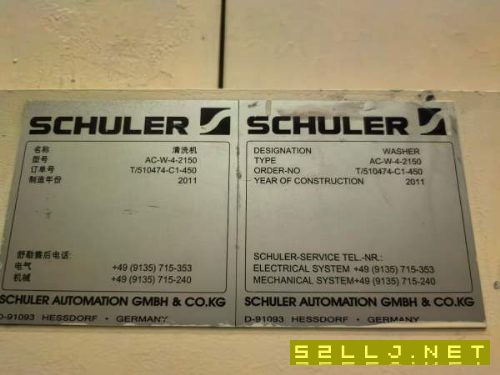 SCHULER
名称 清洗机
型号 AC-W-4-2150
订单号 T/510474-C1-450
制造年份 2011
舒勒售后电话:
电气 +49 (9135) 715-353
机械 +49 (9135) 715-240
SCHULER AUTOMATION GMBH & CO.KG
D-91093 HESSDORF • GERMANY
SCHULER
DESIGNATION WASHER
TYPE AC-W-4-2150
ORDER-NO T/510474-C1-450
YEAR OF CONSTRUCTION 2011
SCHULER-SERVICE TEL.-NR.:
ELECTRICAL SYSTEM +49 (9135) 715-353
MECHANICAL SYSTEM+49 (9135) 715-240
SCHULER AUTOMATION GMBH & CO.KG
D-91093 HESSDORF • GERMANY
52LLJ.NET